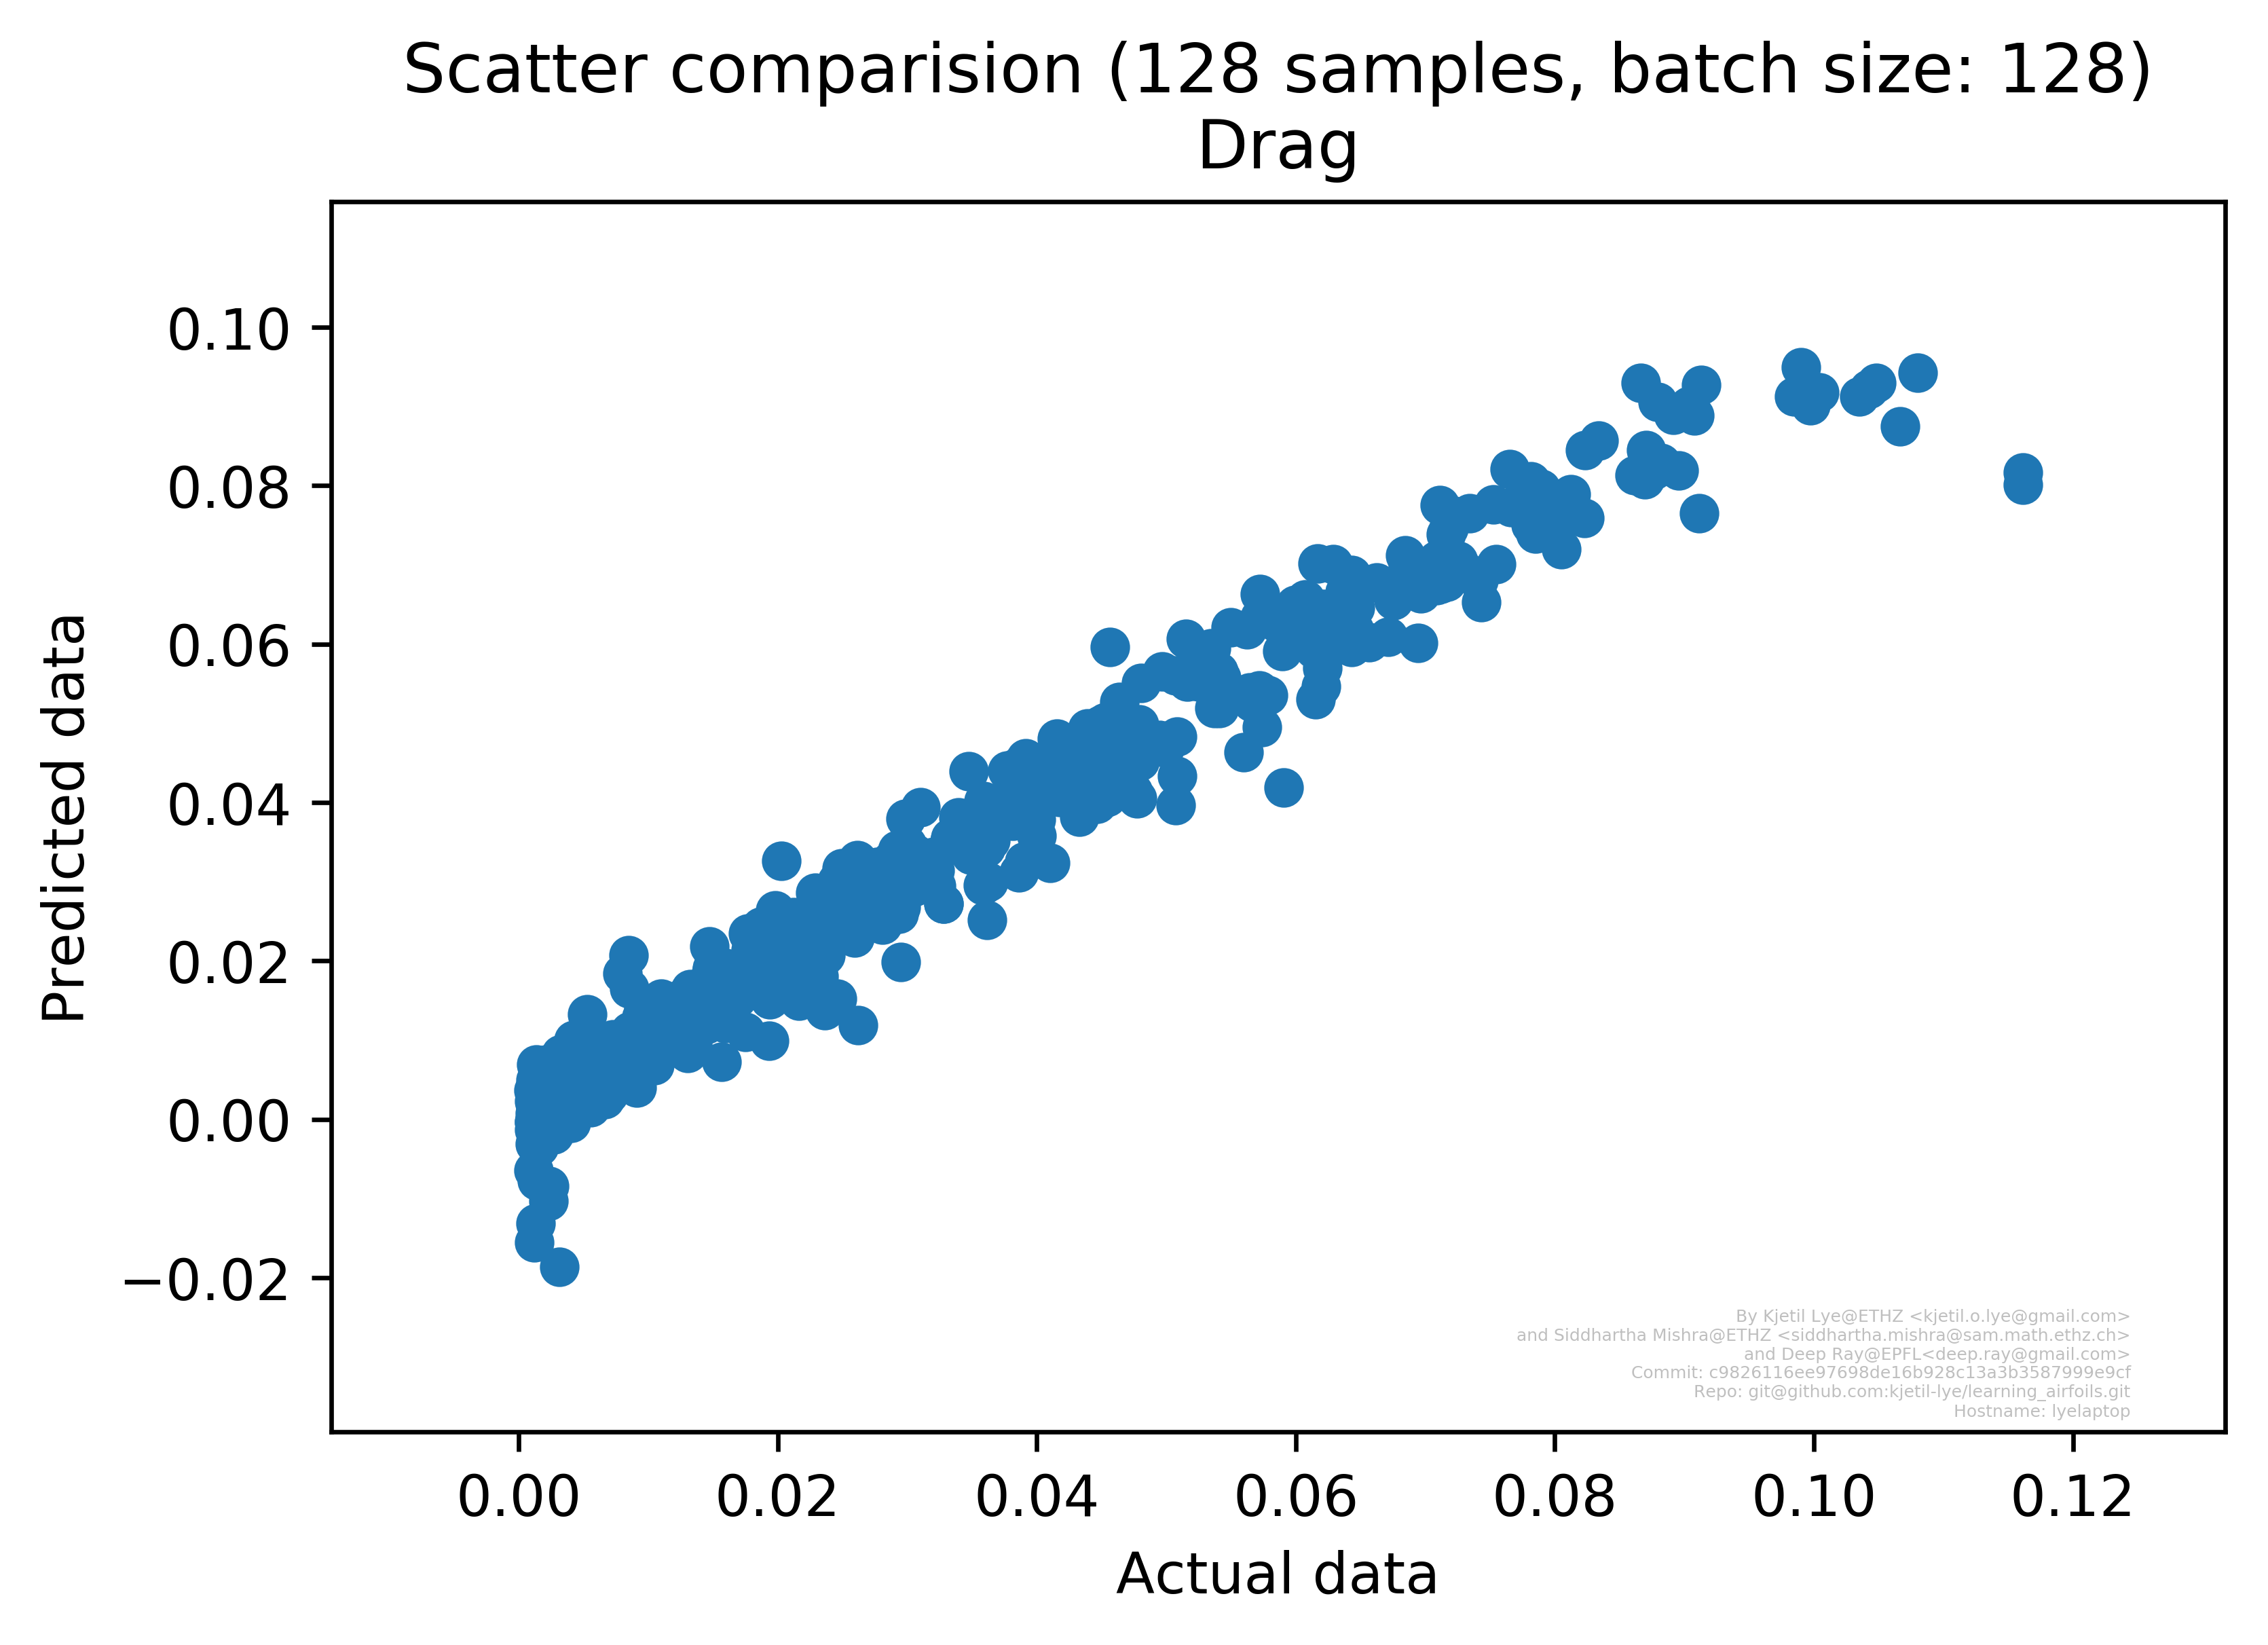 Scatter comparision (128 samples, batch size: 128)
Drag
Predicted data
0.10
0.08
0.06
0.04
0.02
0.00
−0.02
0.00 0.02 0.04 0.06 0.08 0.10 0.12
Actual data
By Kjetil Lye@ETHZ <kjetil.o.lye@gmail.com>
and Siddhartha Mishra@ETHZ <siddhartha.mishra@sam.math.ethz.ch>
and Deep Ray@EPFL<deep.ray@gmail.com>
Commit: c9826116ee97698de16b928c13a3b3587999e9cf
Repo: git@github.com:kjetil-lye/learning_airfoils.git
Hostname: lyelaptop